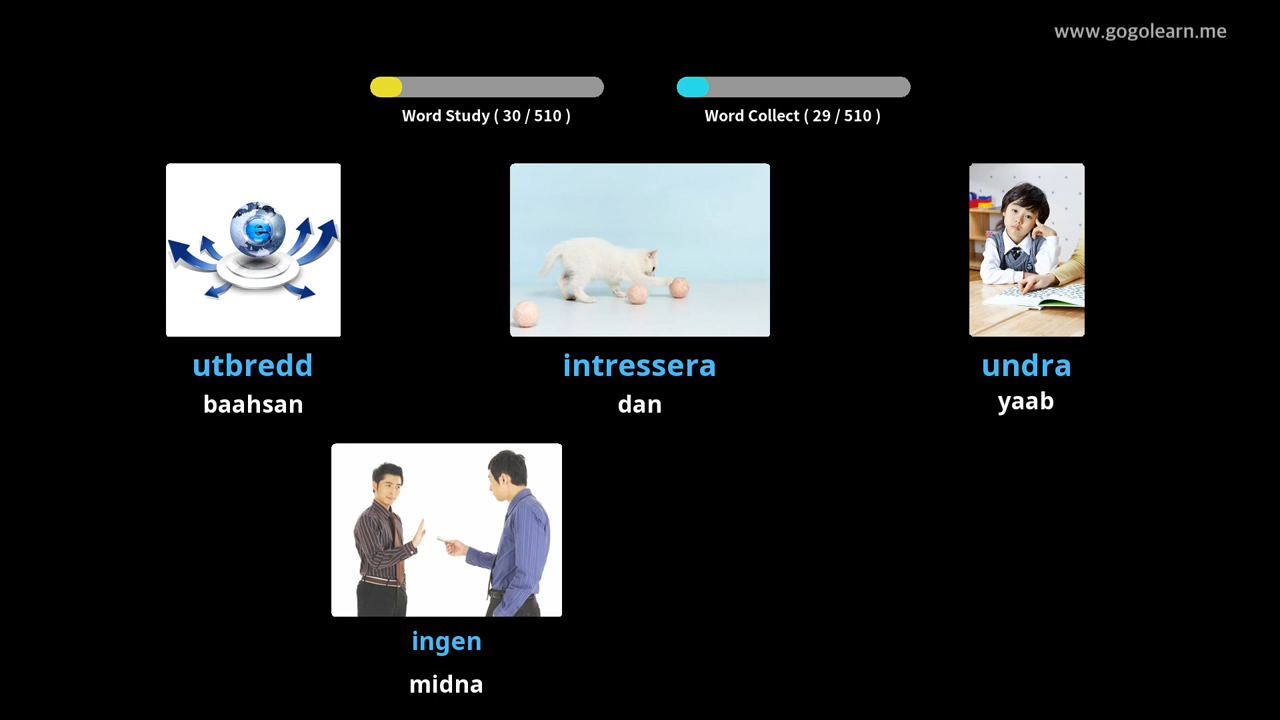 www.gogolearn.me
Word Study ( 30 / 510 )
Word Collect ( 29 / 510 )
e
utbredd
baahsan
intressera
dan
undra
yaab
ingen
midna